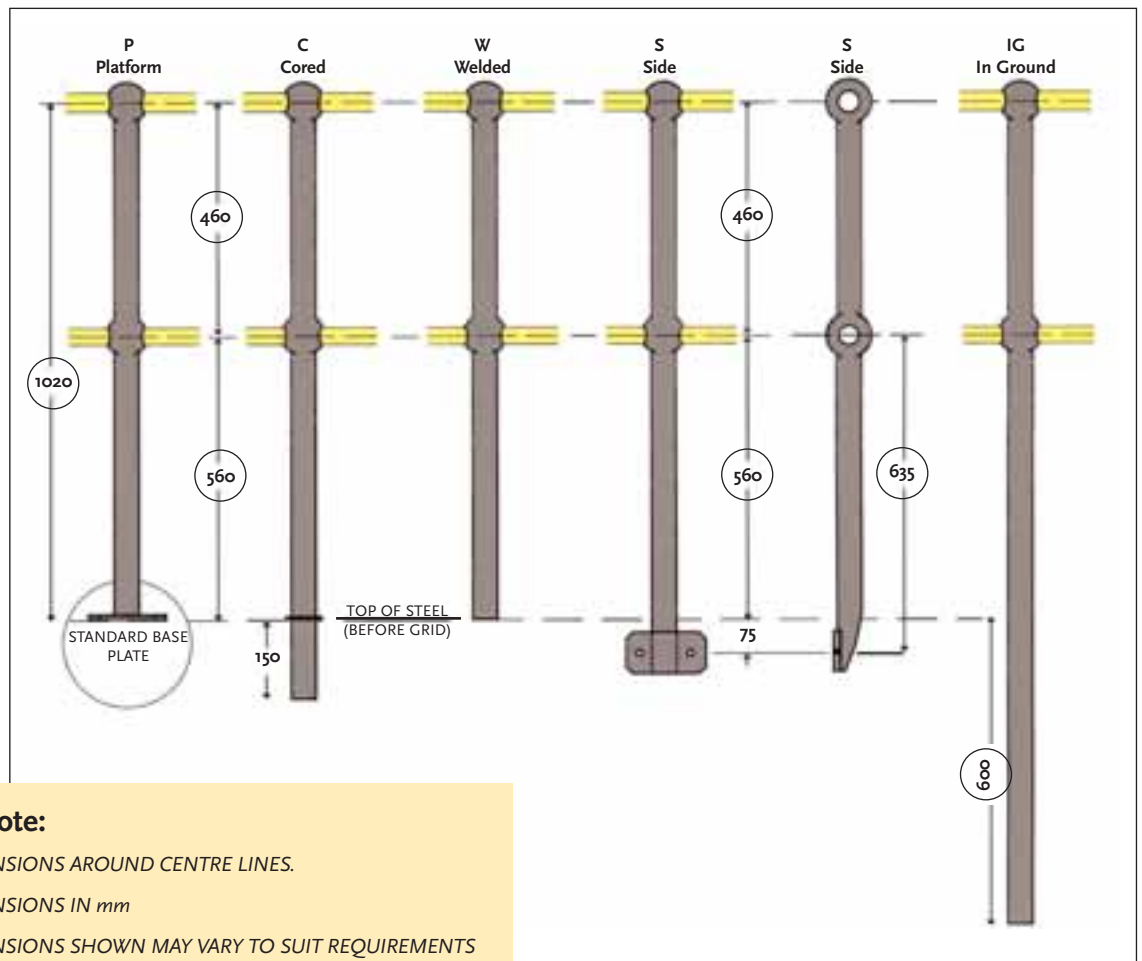 P
Platform
C
Cored
W
Welded
S
Side
S
Side
IG
In Ground
460
460
1020
560
560
635
TOP OF STEEL
(BEFORE GRID)
STANDARD BASE
PLATE
150
75
600
ote:
NSIONS AROUND CENTRE LINES.
NSIONS IN mm
NSIONS SHOWN MAY VARY TO SUIT REQUIREMENTS